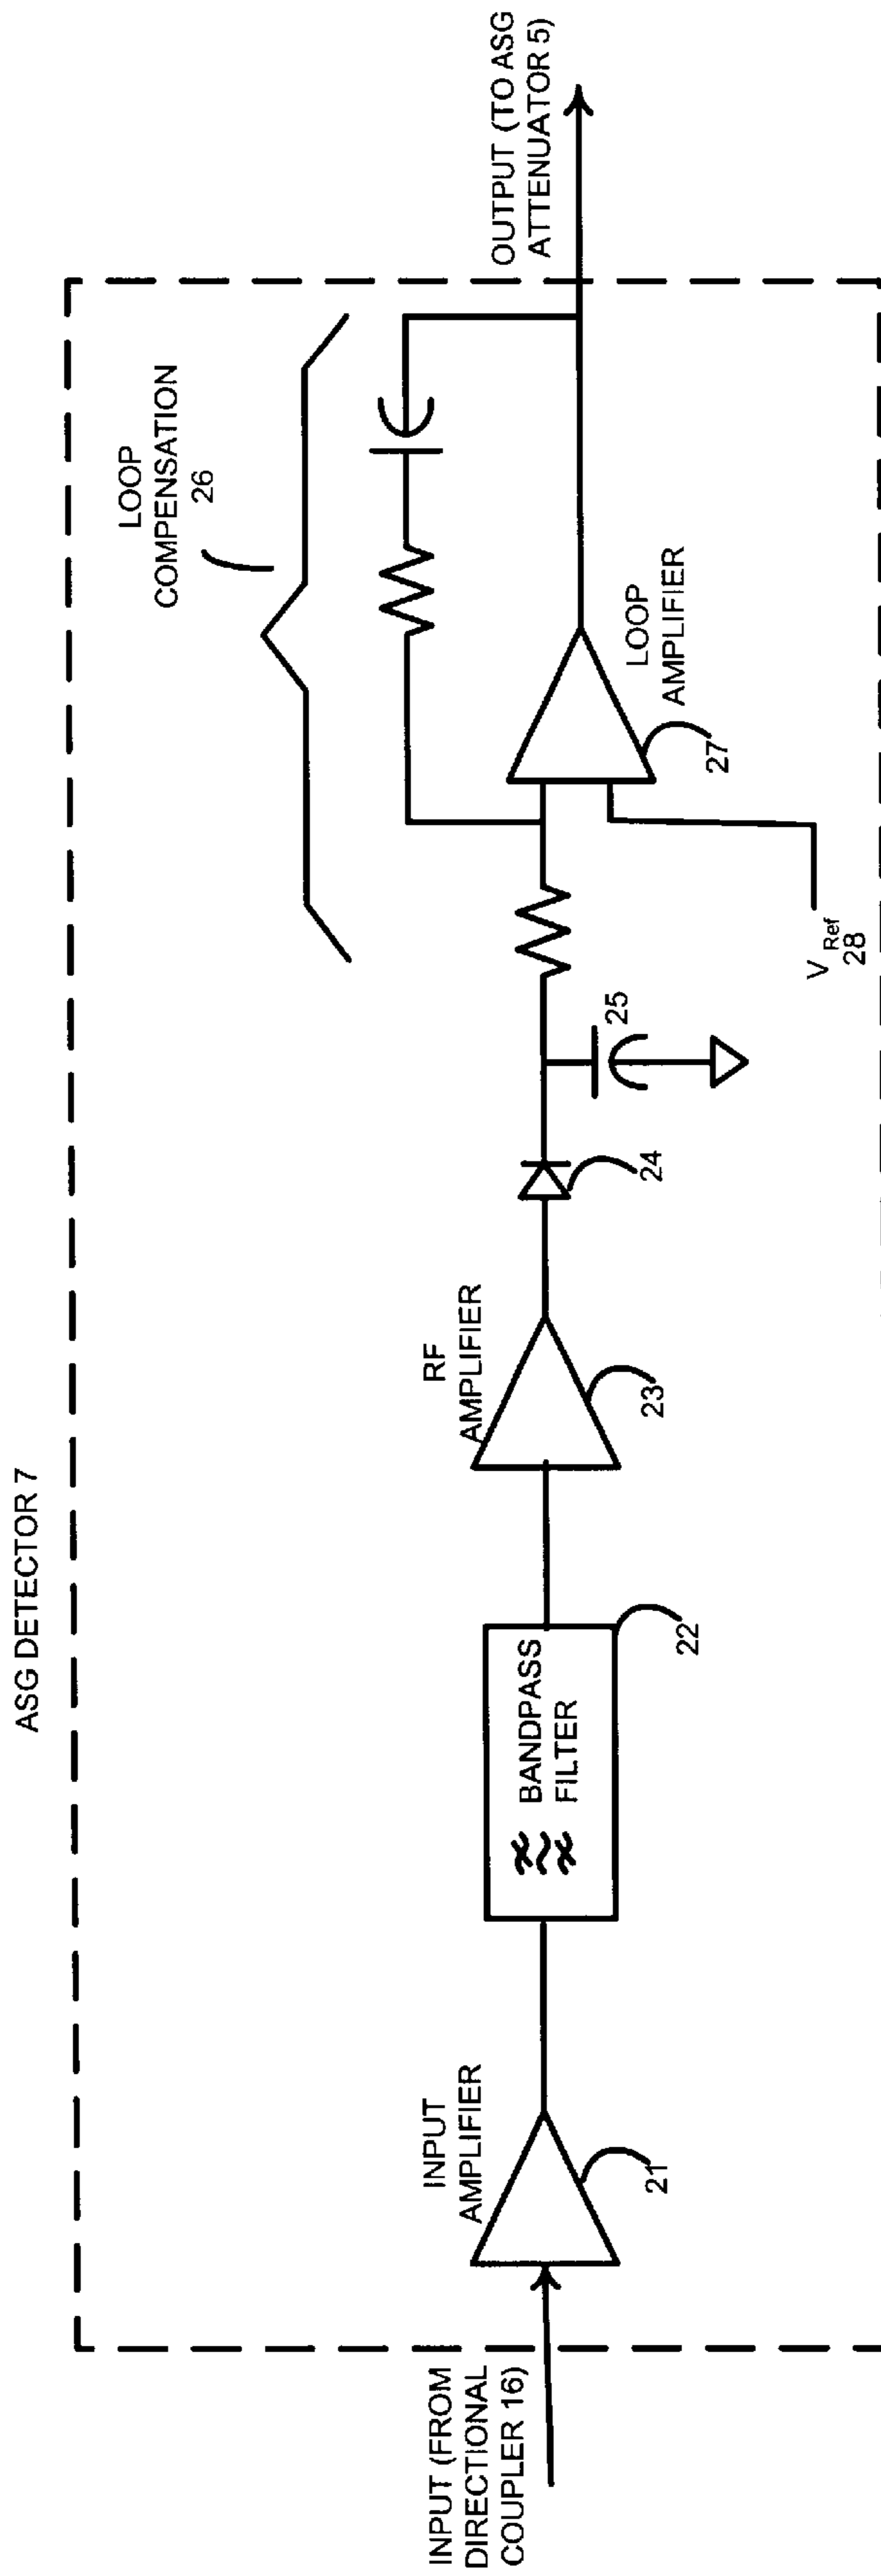 ASG DETECTOR 7
INPUT (FROM
DIRECTIONAL
COUPLER 16)
INPUT
AMPLIFIER
21
BANDPASS
FILTER
22
RF
AMPLIFIER
23
24
25
LOOP
COMPENSATION
26
LOOP
AMPLIFIER
27
V Ref
28
OUTPUT (TO ASG
ATTENUATOR 5)